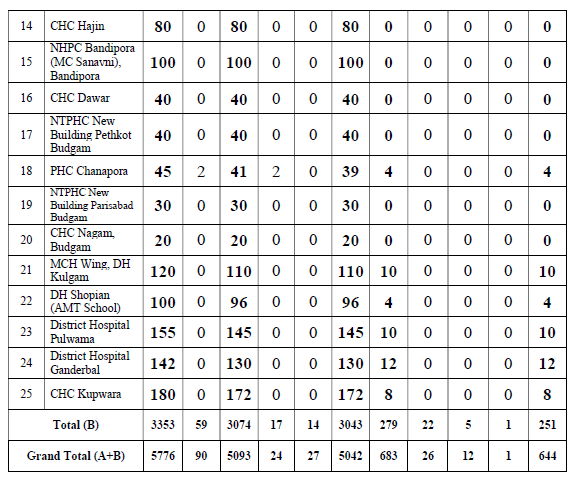 14 CHC Hajin 80 0 80 0 0 80 0 0 0 0 0
15 NHPC Bandipora (MC Sanavni), Bandipora 100 0 100 0 0 100 0 0 0 0 0
16 CHC Dawar 40 0 40 0 0 40 0 0 0 0 0
17 NTPHC New Building Pethkot Budgam 40 0 40 0 0 40 0 0 0 0 0
18 PHC Chanapora 45 2 41 2 0 39 4 0 0 0 4
19 NTPHC New Building Parisabad Budgam 30 0 30 0 0 30 0 0 0 0 0
20 CHC Nagam, Budgam 20 0 20 0 0 20 0 0 0 0 0
21 MCH Wing, DH Kulgam 120 0 110 0 0 110 10 0 0 0 10
22 DH Shopian (AMT School) 100 0 96 0 0 96 4 0 0 0 4
23 District Hospital Pulwama 155 0 145 0 0 145 10 0 0 0 10
24 District Hospital Ganderbal 142 0 130 0 0 130 12 0 0 0 12
25 CHC Kupwara 180 0 172 0 0 172 8 0 0 0 8
Total (B) 3353 59 3074 17 14 3043 279 22 5 1 251
Grand Total (A+B) 5776 90 5093 24 27 5042 683 26 12 1 644